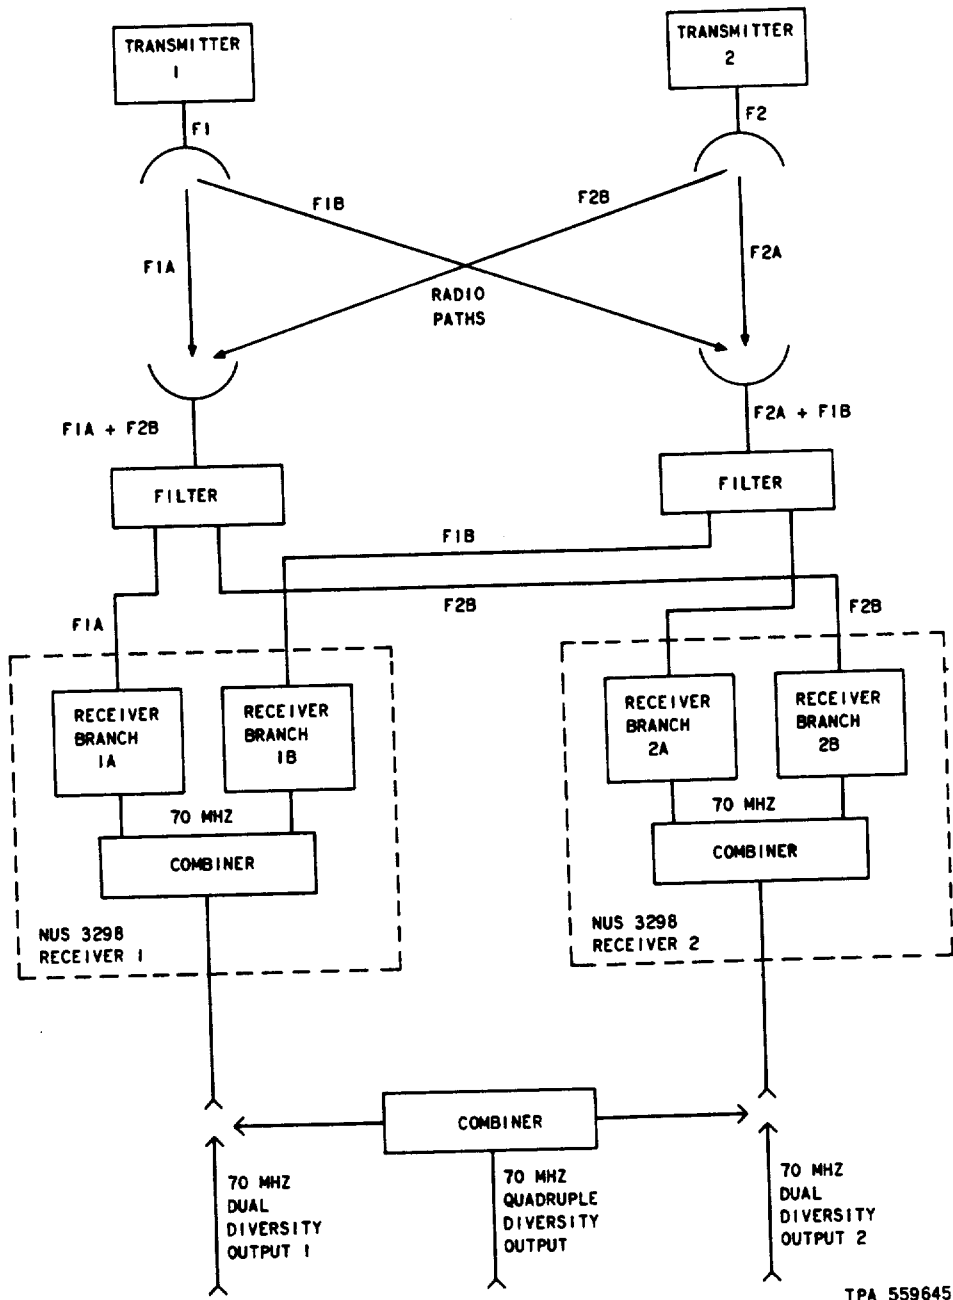 TRANSMITTER
1
TRANSMITTER
2
F1
F2
F1B
F2B
F1A
F2A
RADIO
PATHS
F1A + F2B
F2A + F1B
FILTER
FILTER
F1B
F2B
F1A
F2B
RECEIVER
BRANCH
1A
RECEIVER
BRANCH
1B
RECEIVER
BRANCH
2A
RECEIVER
BRANCH
2B
70 MHZ
70 MHZ
COMBINER
COMBINER
NUS 3298
RECEIVER 1
NUS 3298
RECEIVER 2
COMBINER
70 MHZ
DUAL
DIVERSITY
OUTPUT 1
70 MHZ
QUADRUPLE
DIVERSITY
OUTPUT
70 MHZ
DUAL
DIVERSITY
OUTPUT 2
TPA 559645